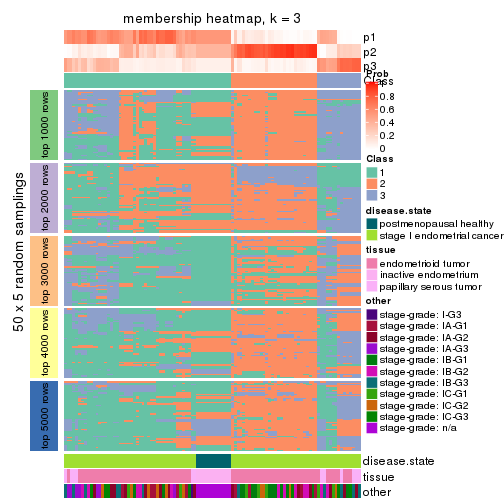 membership heatmap, k = 3
p1
p2
p3
Class
Prob
1
0.8
0.6
0.4
0.2
0
Class
1
2
3
disease.state
postmenopausal healthy
stage I endometrial cancer
tissue
endometrioid tumor
inactive endometrium
papillary serous tumor
other
stage-grade: I-G3
stage-grade: IA-G1
stage-grade: IA-G2
stage-grade: IA-G3
stage-grade: IB-G1
stage-grade: IB-G2
stage-grade: IB-G3
stage-grade: IC-G1
stage-grade: IC-G2
stage-grade: IC-G3
stage-grade: n/a
50 x 5 random samplings
top 1000 rows
top 2000 rows
top 3000 rows
top 4000 rows
top 5000 rows
disease.state
tissue
other